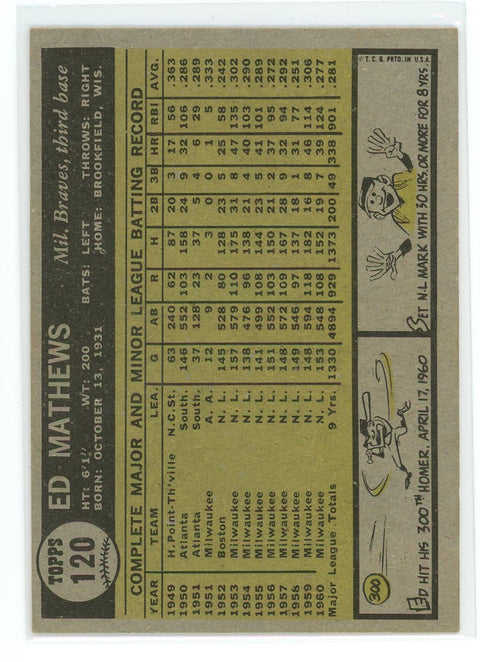 TOPPS
120
ED MATHEWS
Mil. Braves, third base
HT: 6'1" WT: 200 BATS: LEFT THROWS: RIGHT
BORN: OCTOBER 13, 1931 HOME: BROOKFIELD, WIS.
COMPLETE MAJOR AND MINOR LEAGUE BATTING RECORD
YEAR TEAM LEA. G AB R H 2B 3B HR RBI AVG.
1949 H. Point-Th'ville N.C.St. 63 240 62 87 20 3 17 56 .363
1950 Atlanta South. 146 552 103 158 24 9 32 106 .286
1951 Atlanta South. 37 128 23 37 5 4 6 29 .289
1951 Milwaukee A. A. 12 9 2 3 0 0 1 5 .333
1952 Boston N. L. 145 528 80 128 23 5 25 58 .242
1953 Milwaukee N. L. 157 579 110 175 31 8 47 135 .302
1954 Milwaukee N. L. 138 476 96 138 21 4 40 103 .290
1955 Milwaukee N. L. 141 499 108 144 23 5 41 101 .289
1956 Milwaukee N. L. 151 552 103 150 21 2 37 95 .272
1957 Milwaukee N. L. 148 572 109 167 28 9 32 94 .292
1958 Milwaukee N. L. 149 546 97 137 18 1 31 77 .251
1959 Milwaukee N. L. 148 594 118 182 16 8 46 114 .306
1960 Milwaukee N. L. 153 548 108 152 19 7 39 124 .277
Major League Totals 9 Yrs. 1330 4894 929 1373 200 49 338 901 .281
300
ED HIT HIS 300TH HOMER, APRIL 17, 1960
© T. C. G. PRTD. IN U.S.A.
SET N.L. MARK WITH 30 HRS. OR MORE FOR 8 YRS.